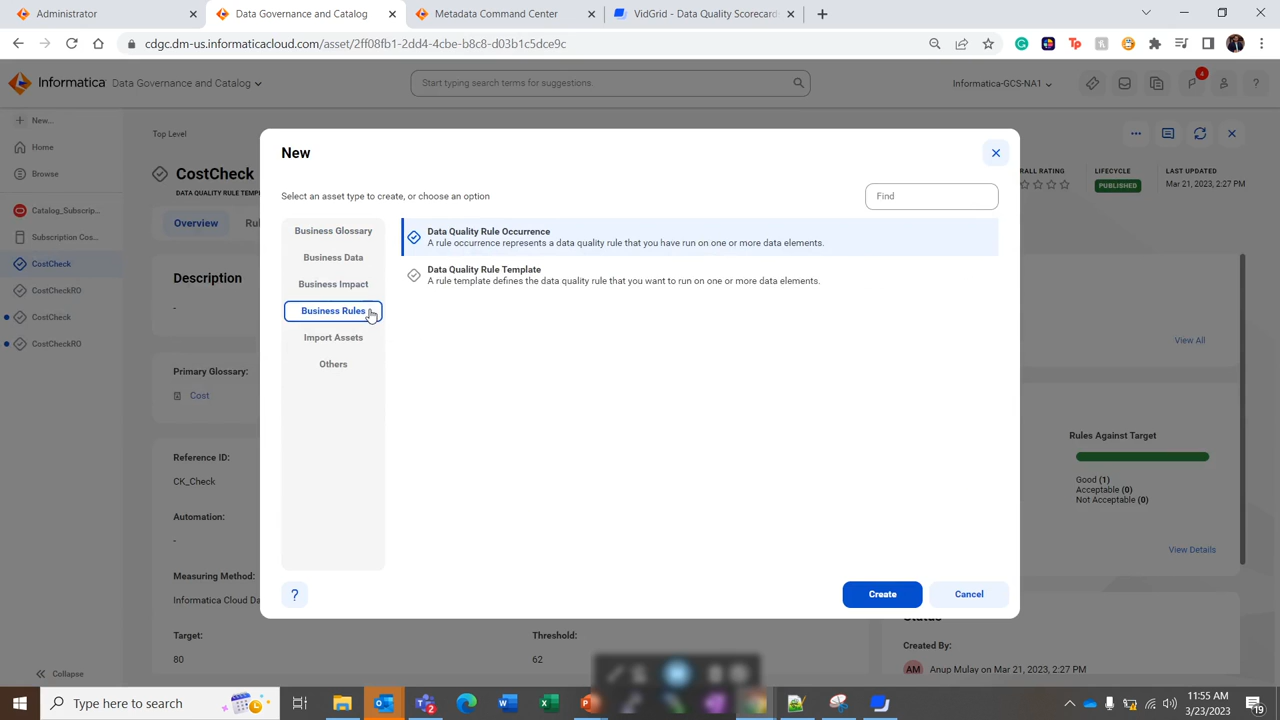 Administrator
Data Governance and Catalog
Metadata Command Center
VidGrid - Data Quality Scorecard
cdgc.dm-us.informaticacloud.com/asset/2ff08fb1-2dd4-4cbe-b8ef-d03b1c5dce9c
Informatica Data Governance and Catalog
Start typing search terms for suggestions.
Informatica-GCS-NA1
4
New...
Home
Browse
Catalog_Subscrip...
Subscription Cos...
CostCheck
CostCheckRO
CostCheck
CostCheckRO
Collapse
Top Level
CostCheck
DATA QUALITY RULE TEMP
RALL RATING
LIFECYCLE
PUBLISHED
LAST UPDATED
Mar 21, 2023, 2:27 PM
Overview
Description
-
Primary Glossary:
Cost
Reference ID:
CK_Check
Automation:
-
Measuring Method:
Informatica Cloud Da
Target:
80
Threshold:
62
View All
Rules Against Target
Good (1)
Acceptable (0)
Not Acceptable (0)
View Details
Status
Created By:
AM Anup Mulay on Mar 21, 2023, 2:27 PM
New
Select an asset type to create, or choose an option
Find
Business Glossary
Business Data
Business Impact
Business Rules
Import Assets
Others
Data Quality Rule Occurrence
A rule occurrence represents a data quality rule that you have run on one or more data elements.
Data Quality Rule Template
A rule template defines the data quality rule that you want to run on one or more data elements.
?
Create
Cancel
Type here to search
11:55 AM
3/23/2023
19